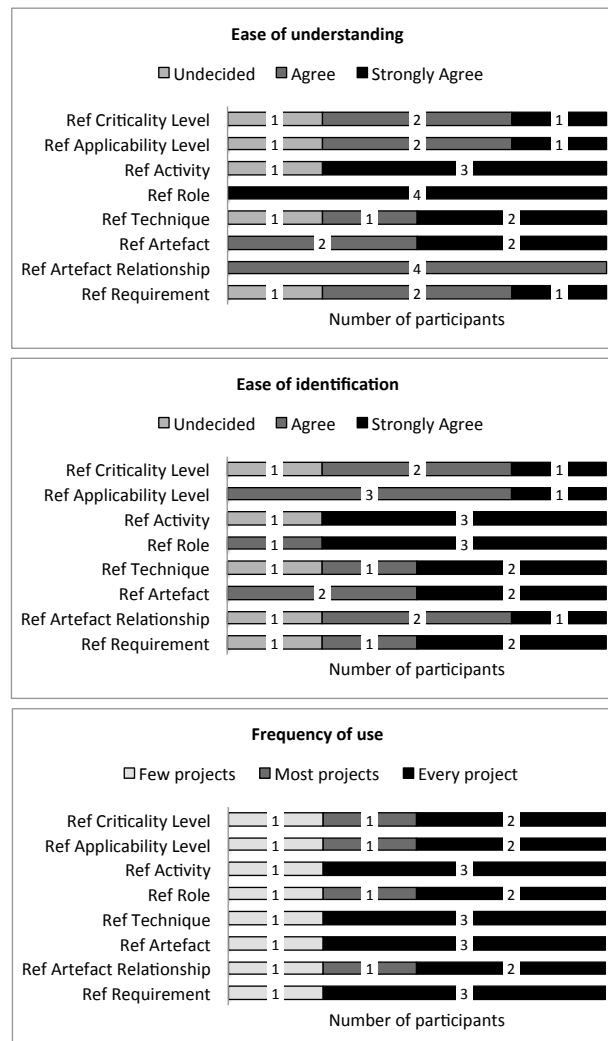 Ease of understanding
Undecided Agree Strongly Agree
Ref Criticality Level 1 2 1
Ref Applicability Level 1 2 1
Ref Activity 1 3
Ref Role 4
Ref Technique 1 1 2
Ref Artefact 2 2
Ref Artefact Relationship 4
Ref Requirement 1 2 1
Number of participants
Ease of identification
Undecided Agree Strongly Agree
Ref Criticality Level 1 2 1
Ref Applicability Level 3 1
Ref Activity 1 3
Ref Role 1 3
Ref Technique 1 1 2
Ref Artefact 2 2
Ref Artefact Relationship 1 2 1
Ref Requirement 1 1 2
Number of participants
Frequency of use
Few projects Most projects Every project
Ref Criticality Level 1 1 2
Ref Applicability Level 1 1 2
Ref Activity 1 3
Ref Role 1 1 2
Ref Technique 1 3
Ref Artefact 1 3
Ref Artefact Relationship 1 1 2
Ref Requirement 1 3
Number of participants